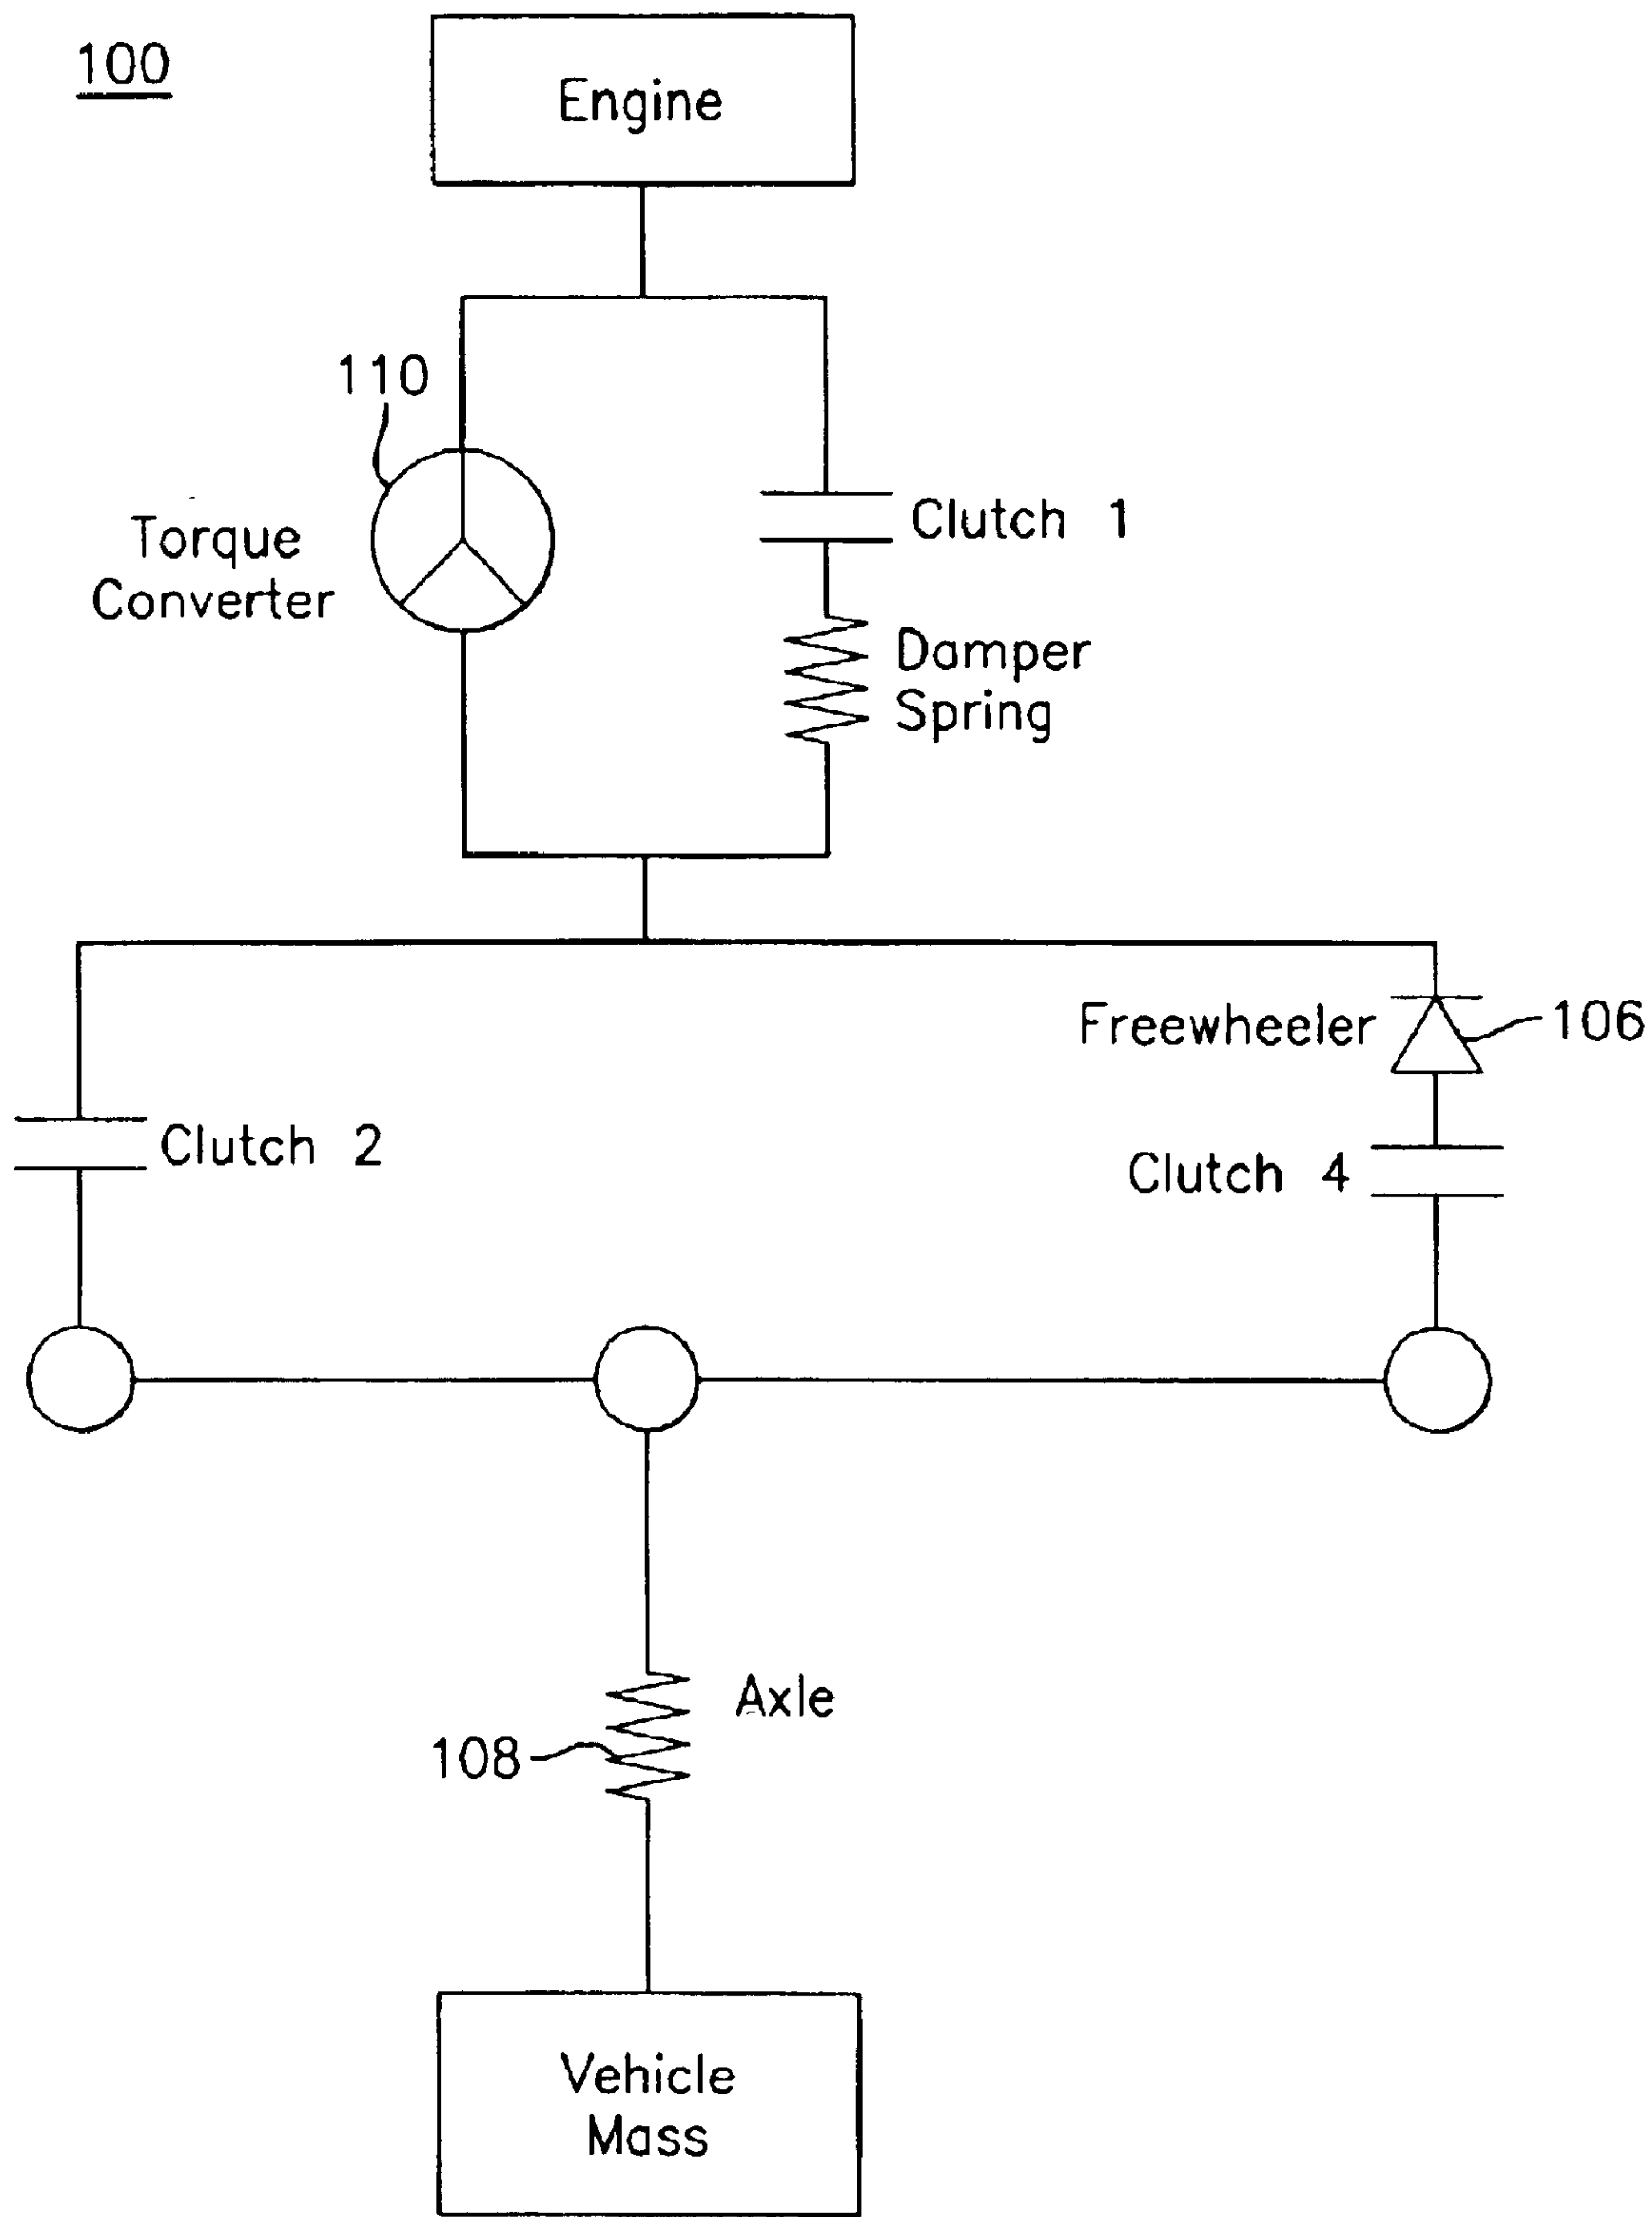 100
Engine
110
Torque
Converter
Clutch 1
Damper
Spring
Freewheeler
106
Clutch 2
Clutch 4
Axle
108
Vehicle
Mass